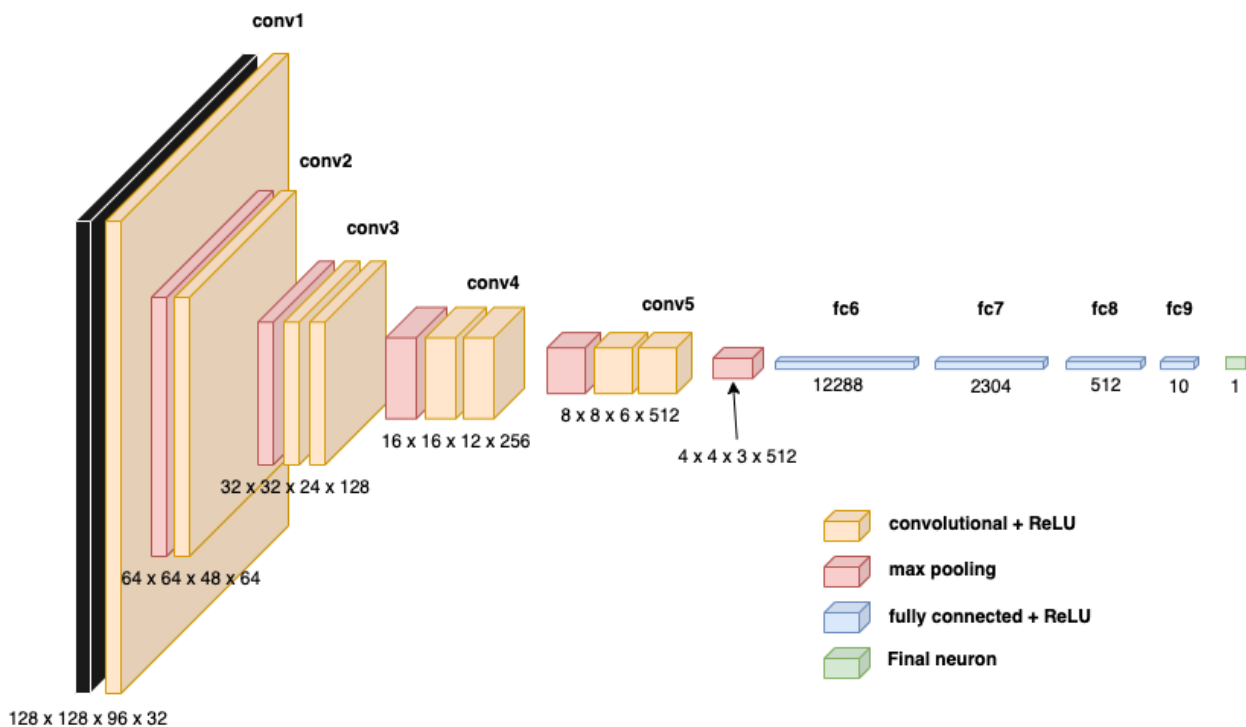 conv1
conv2
conv3
conv4
conv5
fc6
fc7
fc8
fc9
12288
2304
512
10
1
8 x 8 x 6 x 512
16 x 16 x 12 x 256
4 x 4 x 3 x 512
32 x 32 x 24 x 128
64 x 64 x 48 x 64
128 x 128 x 96 x 32
convolutional + ReLU
max pooling
fully connected + ReLU
Final neuron